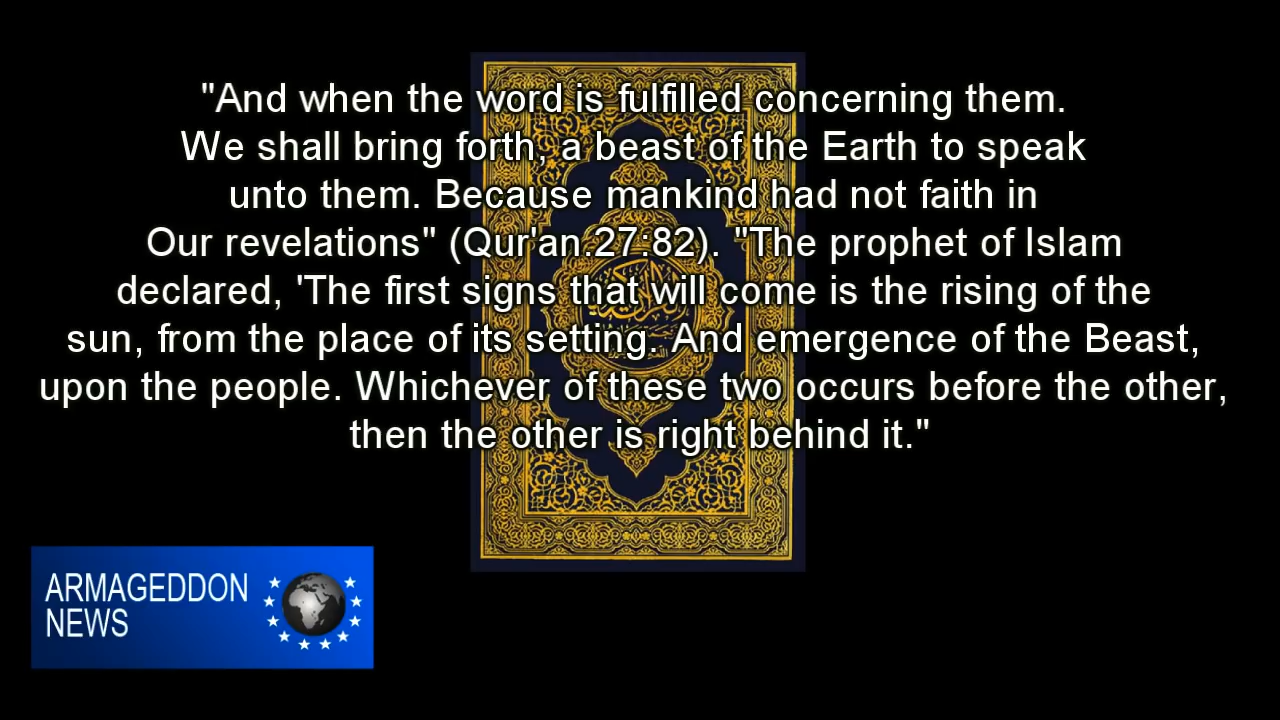 "And when the word is fulfilled concerning them.
We shall bring forth, a beast of the Earth to speak
unto them. Because mankind had not faith in
Our revelations" (Qur'an.27:82). "The prophet of Islam
declared, 'The first signs that will come is the rising of the
sun, from the place of its setting. And emergence of the Beast,
upon the people. Whichever of these two occurs before the other,
then the other is right behind it."
ARMAGEDDON
NEWS